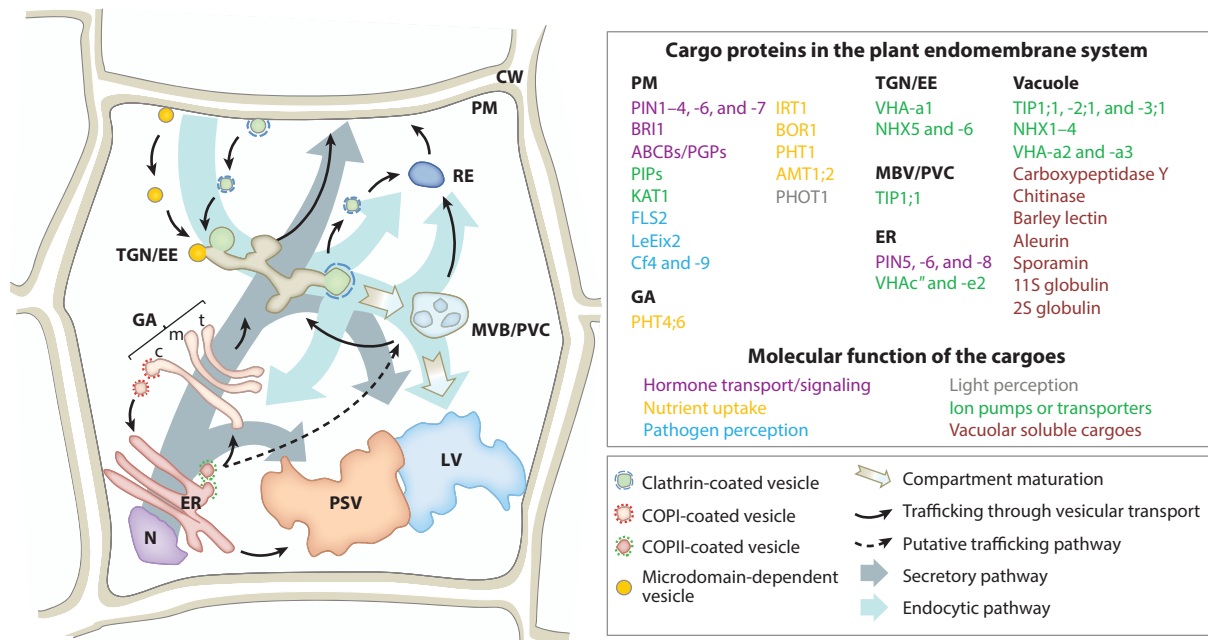 CW
PM
RE
TGN/EE
MVB/PVC
GA
c
m
t
ER
N
PSV
LV
Cargo proteins in the plant endomembrane system
PM
PIN1–4, -6, and -7
BRI1
ABCBs/PGPs
PIPs
KAT1
FLS2
LeEix2
Cf4 and -9
GA
PHT4;6
IRT1
BOR1
PHT1
AMT1;2
PHOT1
TGN/EE
VHA-a1
NHX5 and -6
MBV/PVC
TIP1;1
ER
PIN5, -6, and -8
VHAc" and -e2
Vacuole
TIP1;1, -2;1, and -3;1
NHX1–4
VHA-a2 and -a3
Carboxypeptidase Y
Chitinase
Barley lectin
Aleurin
Sporamin
11S globulin
2S globulin
Molecular function of the cargoes
Hormone transport/signaling
Nutrient uptake
Pathogen perception
Light perception
Ion pumps or transporters
Vacuolar soluble cargoes
Clathrin-coated vesicle
COPI-coated vesicle
COPII-coated vesicle
Microdomain-dependent
vesicle
Compartment maturation
Trafficking through vesicular transport
Putative trafficking pathway
Secretory pathway
Endocytic pathway